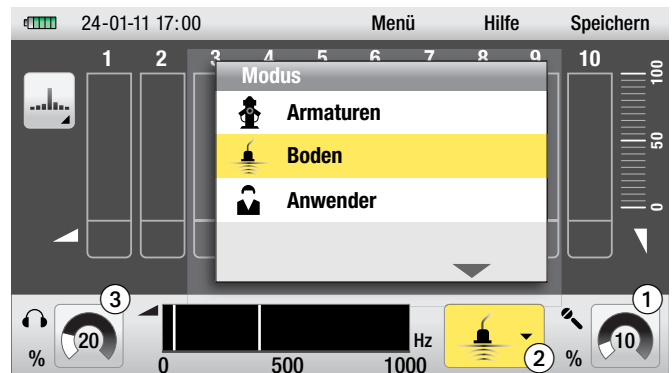 24-01-11 17:00 Menü Hilfe Speichern
1 2 3 4 5 6 7 8 9 10
Modus
Armaturen
Boden
Anwender
100
50
0
3
1
20
%
Hz
0 500 1000
2
10
%